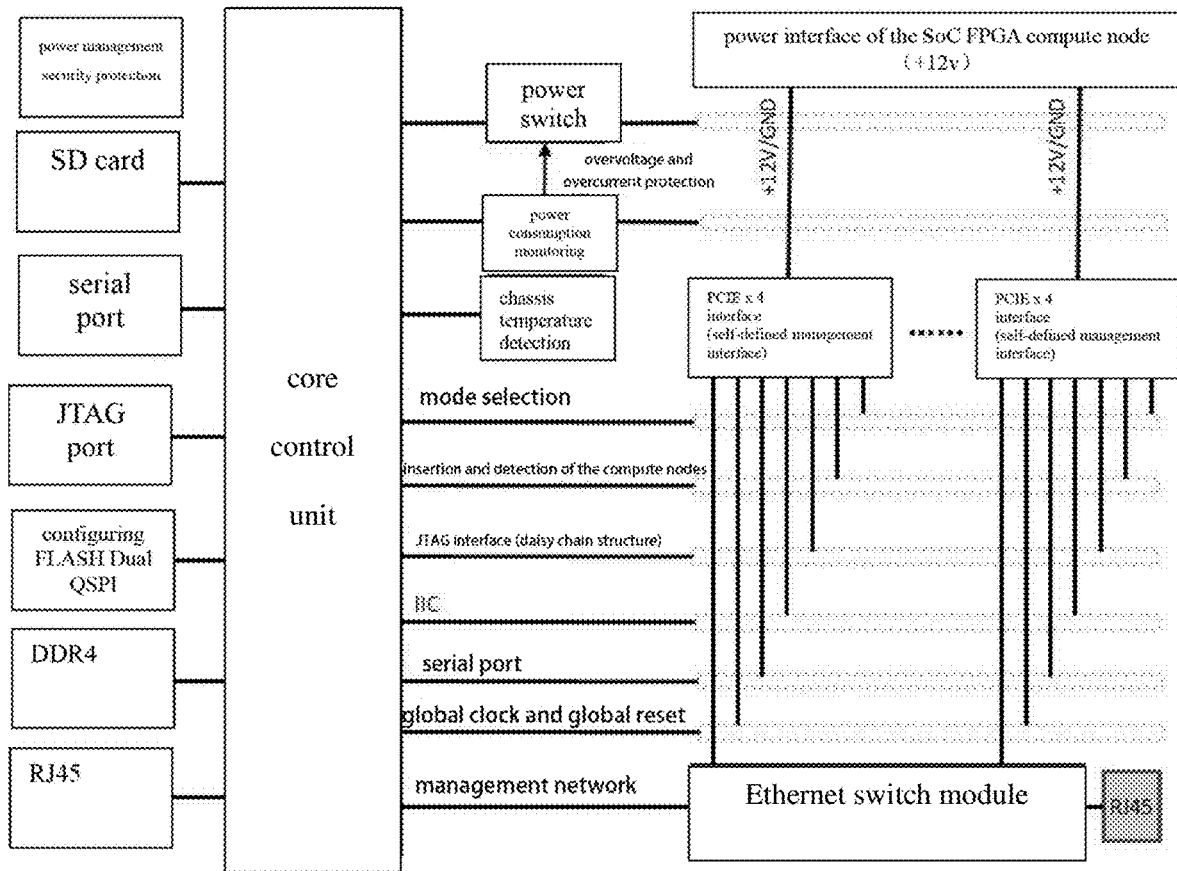 power management
security protection
SD card
serial
port
JTAG
port
configuring
FLASH Dual
QSPI
DDR4
RJ45
core
control
unit
power
switch
overvoltage and
overcurrent protection
power
consumption
monitoring
chassis
temperature
detection
mode selection
insertion and detection of the compute nodes
JTAG interface (daisy chain structure)
IIC
serial port
global clock and global reset
management network
power interface of the SoC FPGA compute node
(+12v)
+12V/GND
+12V/GND
PCIE x 4
interface
(self-defined management
interface)
......
PCIE x 4
interface
(self-defined management
interface)
Ethernet switch module
RJ45